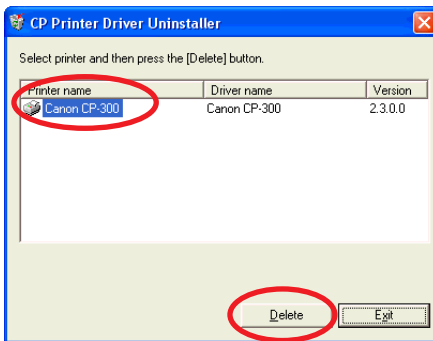 CP Printer Driver Uninstaller
Select printer and then press the [Delete] button.
Printer name Driver name Version
Canon CP-300 Canon CP-300 2.3.0.0
Delete Exit